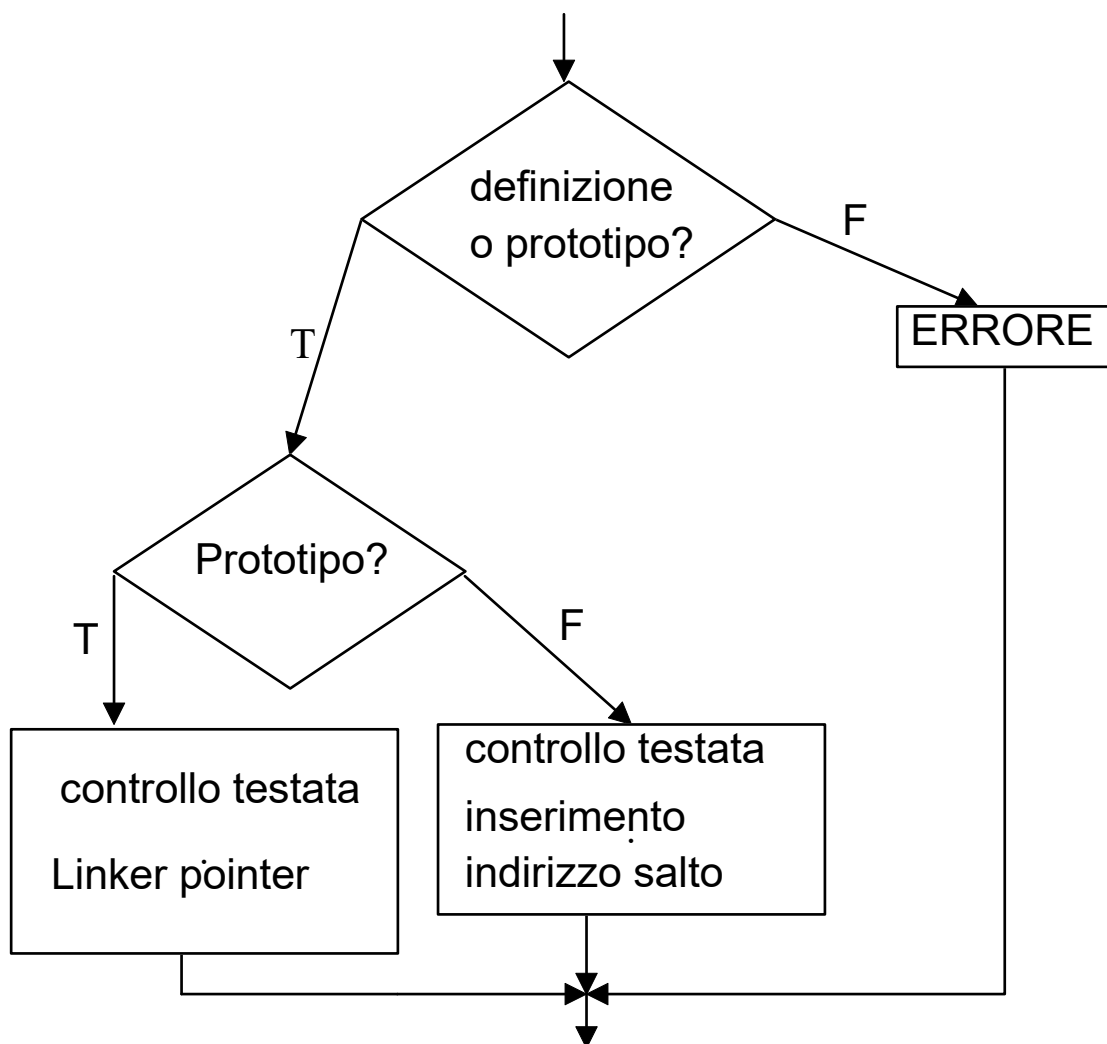 definizione
o prototipo?
F
ERRORE
T
Prototipo?
T
F
controllo testata
Linker pointer
controllo testata
inserimento
indirizzo salto